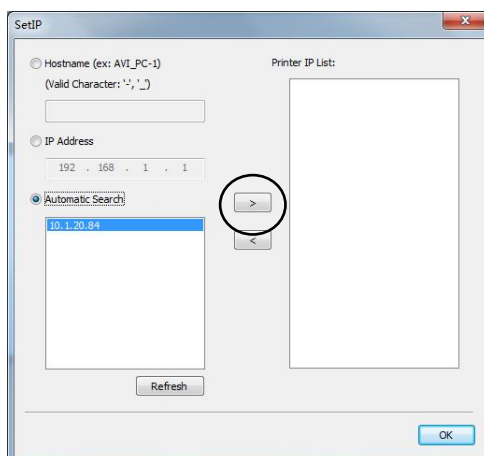 SetIP
x
Hostname (ex: AVI_PC-1)
(Valid Character: '-', '_')
IP Address
192 . 168 . 1 . 1
Automatic Search
10.1.20.84
Refresh
>
<
Printer IP List:
OK